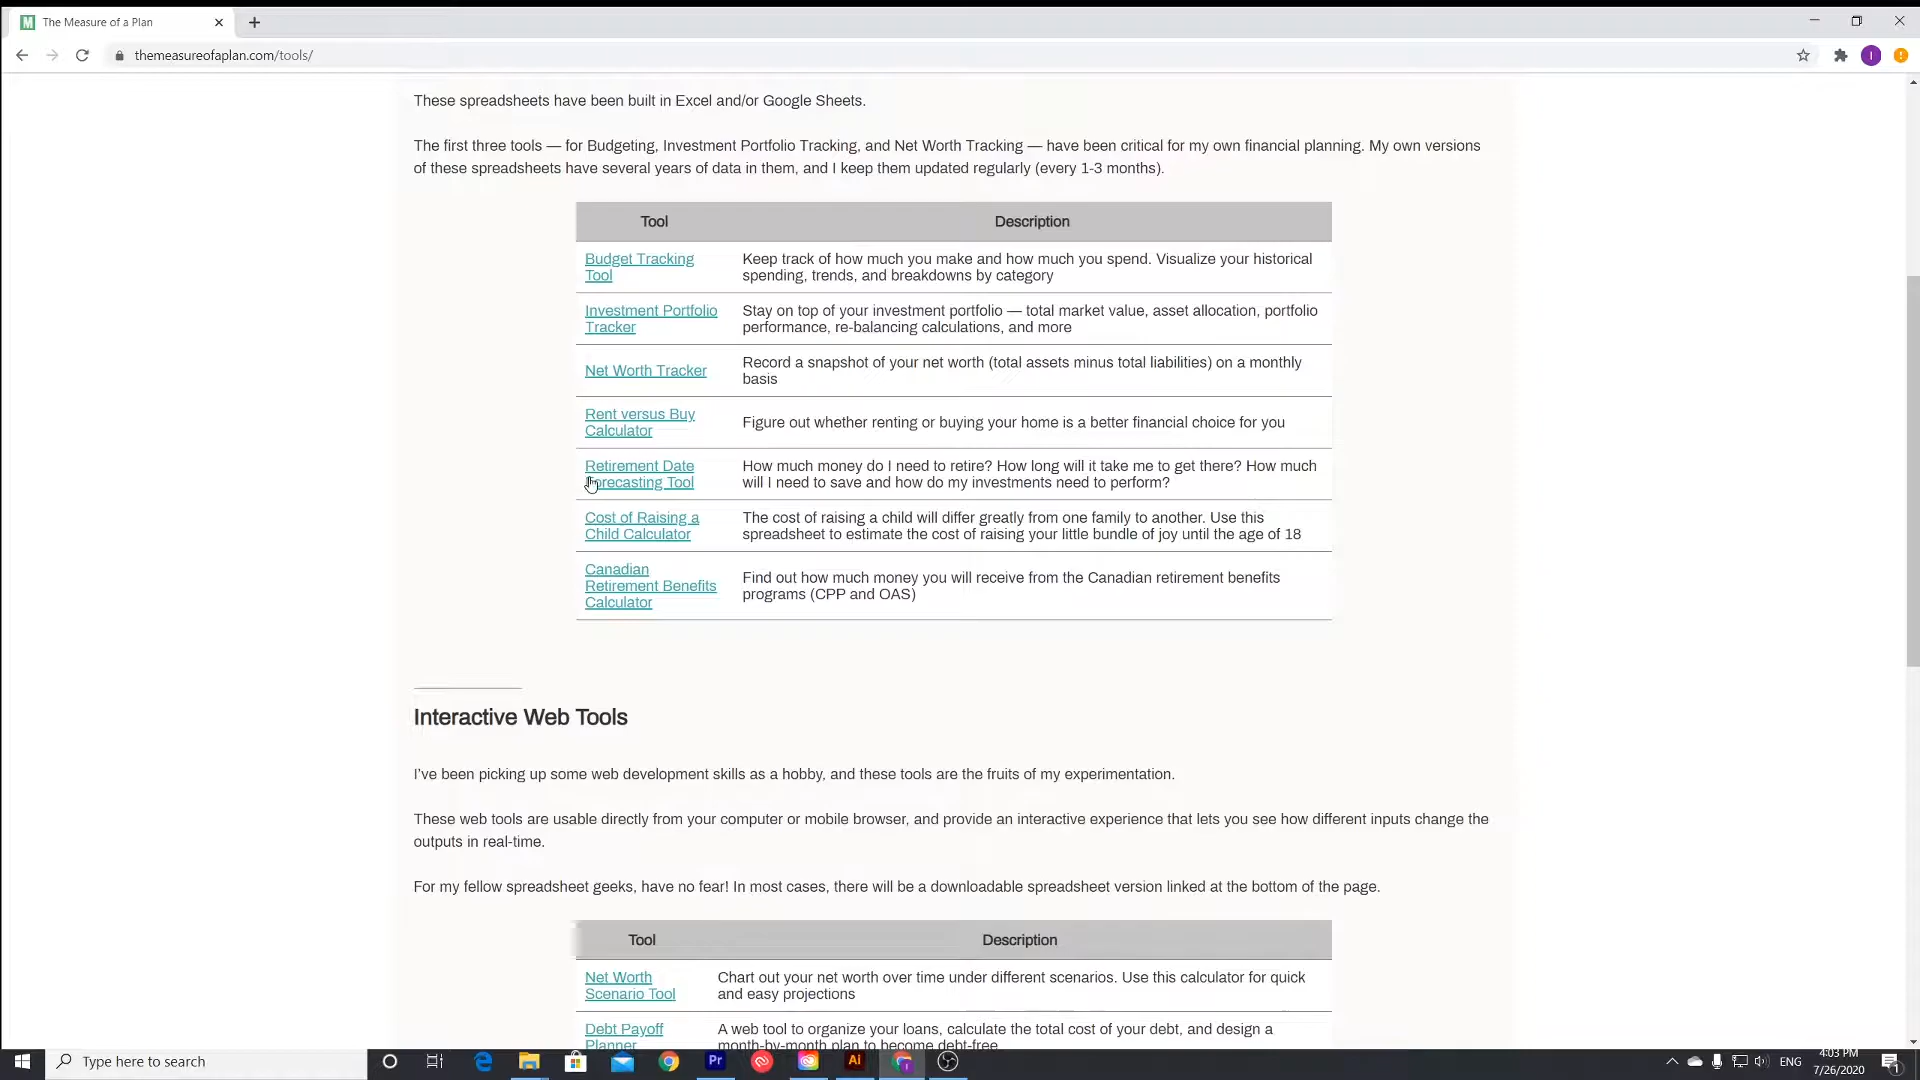 The Measure of a Plan
themeasureofaplan.com/tools/
These spreadsheets have been built in Excel and/or Google Sheets.
The first three tools — for Budgeting, Investment Portfolio Tracking, and Net Worth Tracking — have been critical for my own financial planning. My own versions
of these spreadsheets have several years of data in them, and I keep them updated regularly (every 1-3 months).
Tool Description
Budget Tracking
Tool
Keep track of how much you make and how much you spend. Visualize your historical
spending, trends, and breakdowns by category
Investment Portfolio
Tracker
Stay on top of your investment portfolio — total market value, asset allocation, portfolio
performance, re-balancing calculations, and more
Net Worth Tracker
Record a snapshot of your net worth (total assets minus total liabilities) on a monthly
basis
Rent versus Buy
Calculator
Figure out whether renting or buying your home is a better financial choice for you
Retirement Date
Forecasting Tool
How much money do I need to retire? How long will it take me to get there? How much
will I need to save and how do my investments need to perform?
Cost of Raising a
Child Calculator
The cost of raising a child will differ greatly from one family to another. Use this
spreadsheet to estimate the cost of raising your little bundle of joy until the age of 18
Canadian
Retirement Benefits
Calculator
Find out how much money you will receive from the Canadian retirement benefits
programs (CPP and OAS)
Interactive Web Tools
I've been picking up some web development skills as a hobby, and these tools are the fruits of my experimentation.
These web tools are usable directly from your computer or mobile browser, and provide an interactive experience that lets you see how different inputs change the
outputs in real-time.
For my fellow spreadsheet geeks, have no fear! In most cases, there will be a downloadable spreadsheet version linked at the bottom of the page.
Tool Description
Net Worth
Scenario Tool
Chart out your net worth over time under different scenarios. Use this calculator for quick
and easy projections
Debt Payoff
Planner
A web tool to organize your loans, calculate the total cost of your debt, and design a
month-by-month plan to become debt-free
Type here to search
Pr
Ai
ENG
4:03 PM
7/26/2020